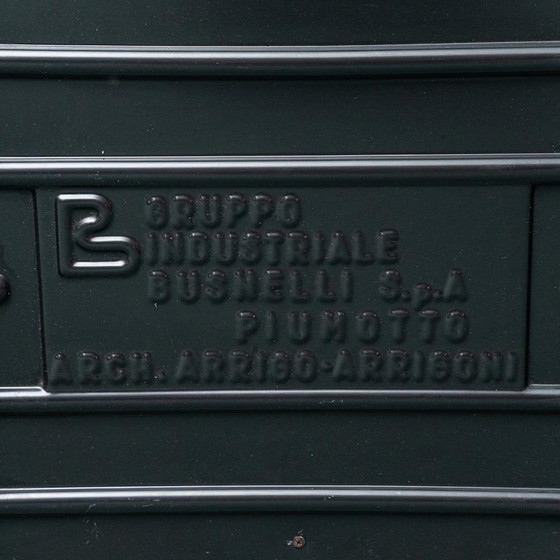 GRUPPO
INDUSTRIALE
BUSNELLI S.p.A
PIUMOTTO
ARCH. ARRIGO-ARRIGONI